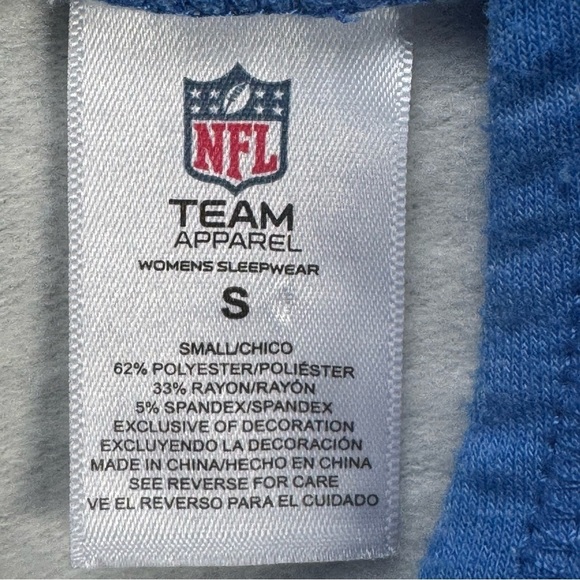 NFL
TEAM
APPAREL
WOMENS SLEEPWEAR
S
SMALL/CHICO
62% POLYESTER/POLIÉSTER
33% RAYON/RAYÓN
5% SPANDEX/SPANDEX
EXCLUSIVE OF DECORATION
EXCLUYENDO LA DECORACIÓN
MADE IN CHINA/HECHO EN CHINA
SEE REVERSE FOR CARE
VE EL REVERSO PARA EL CUIDADO